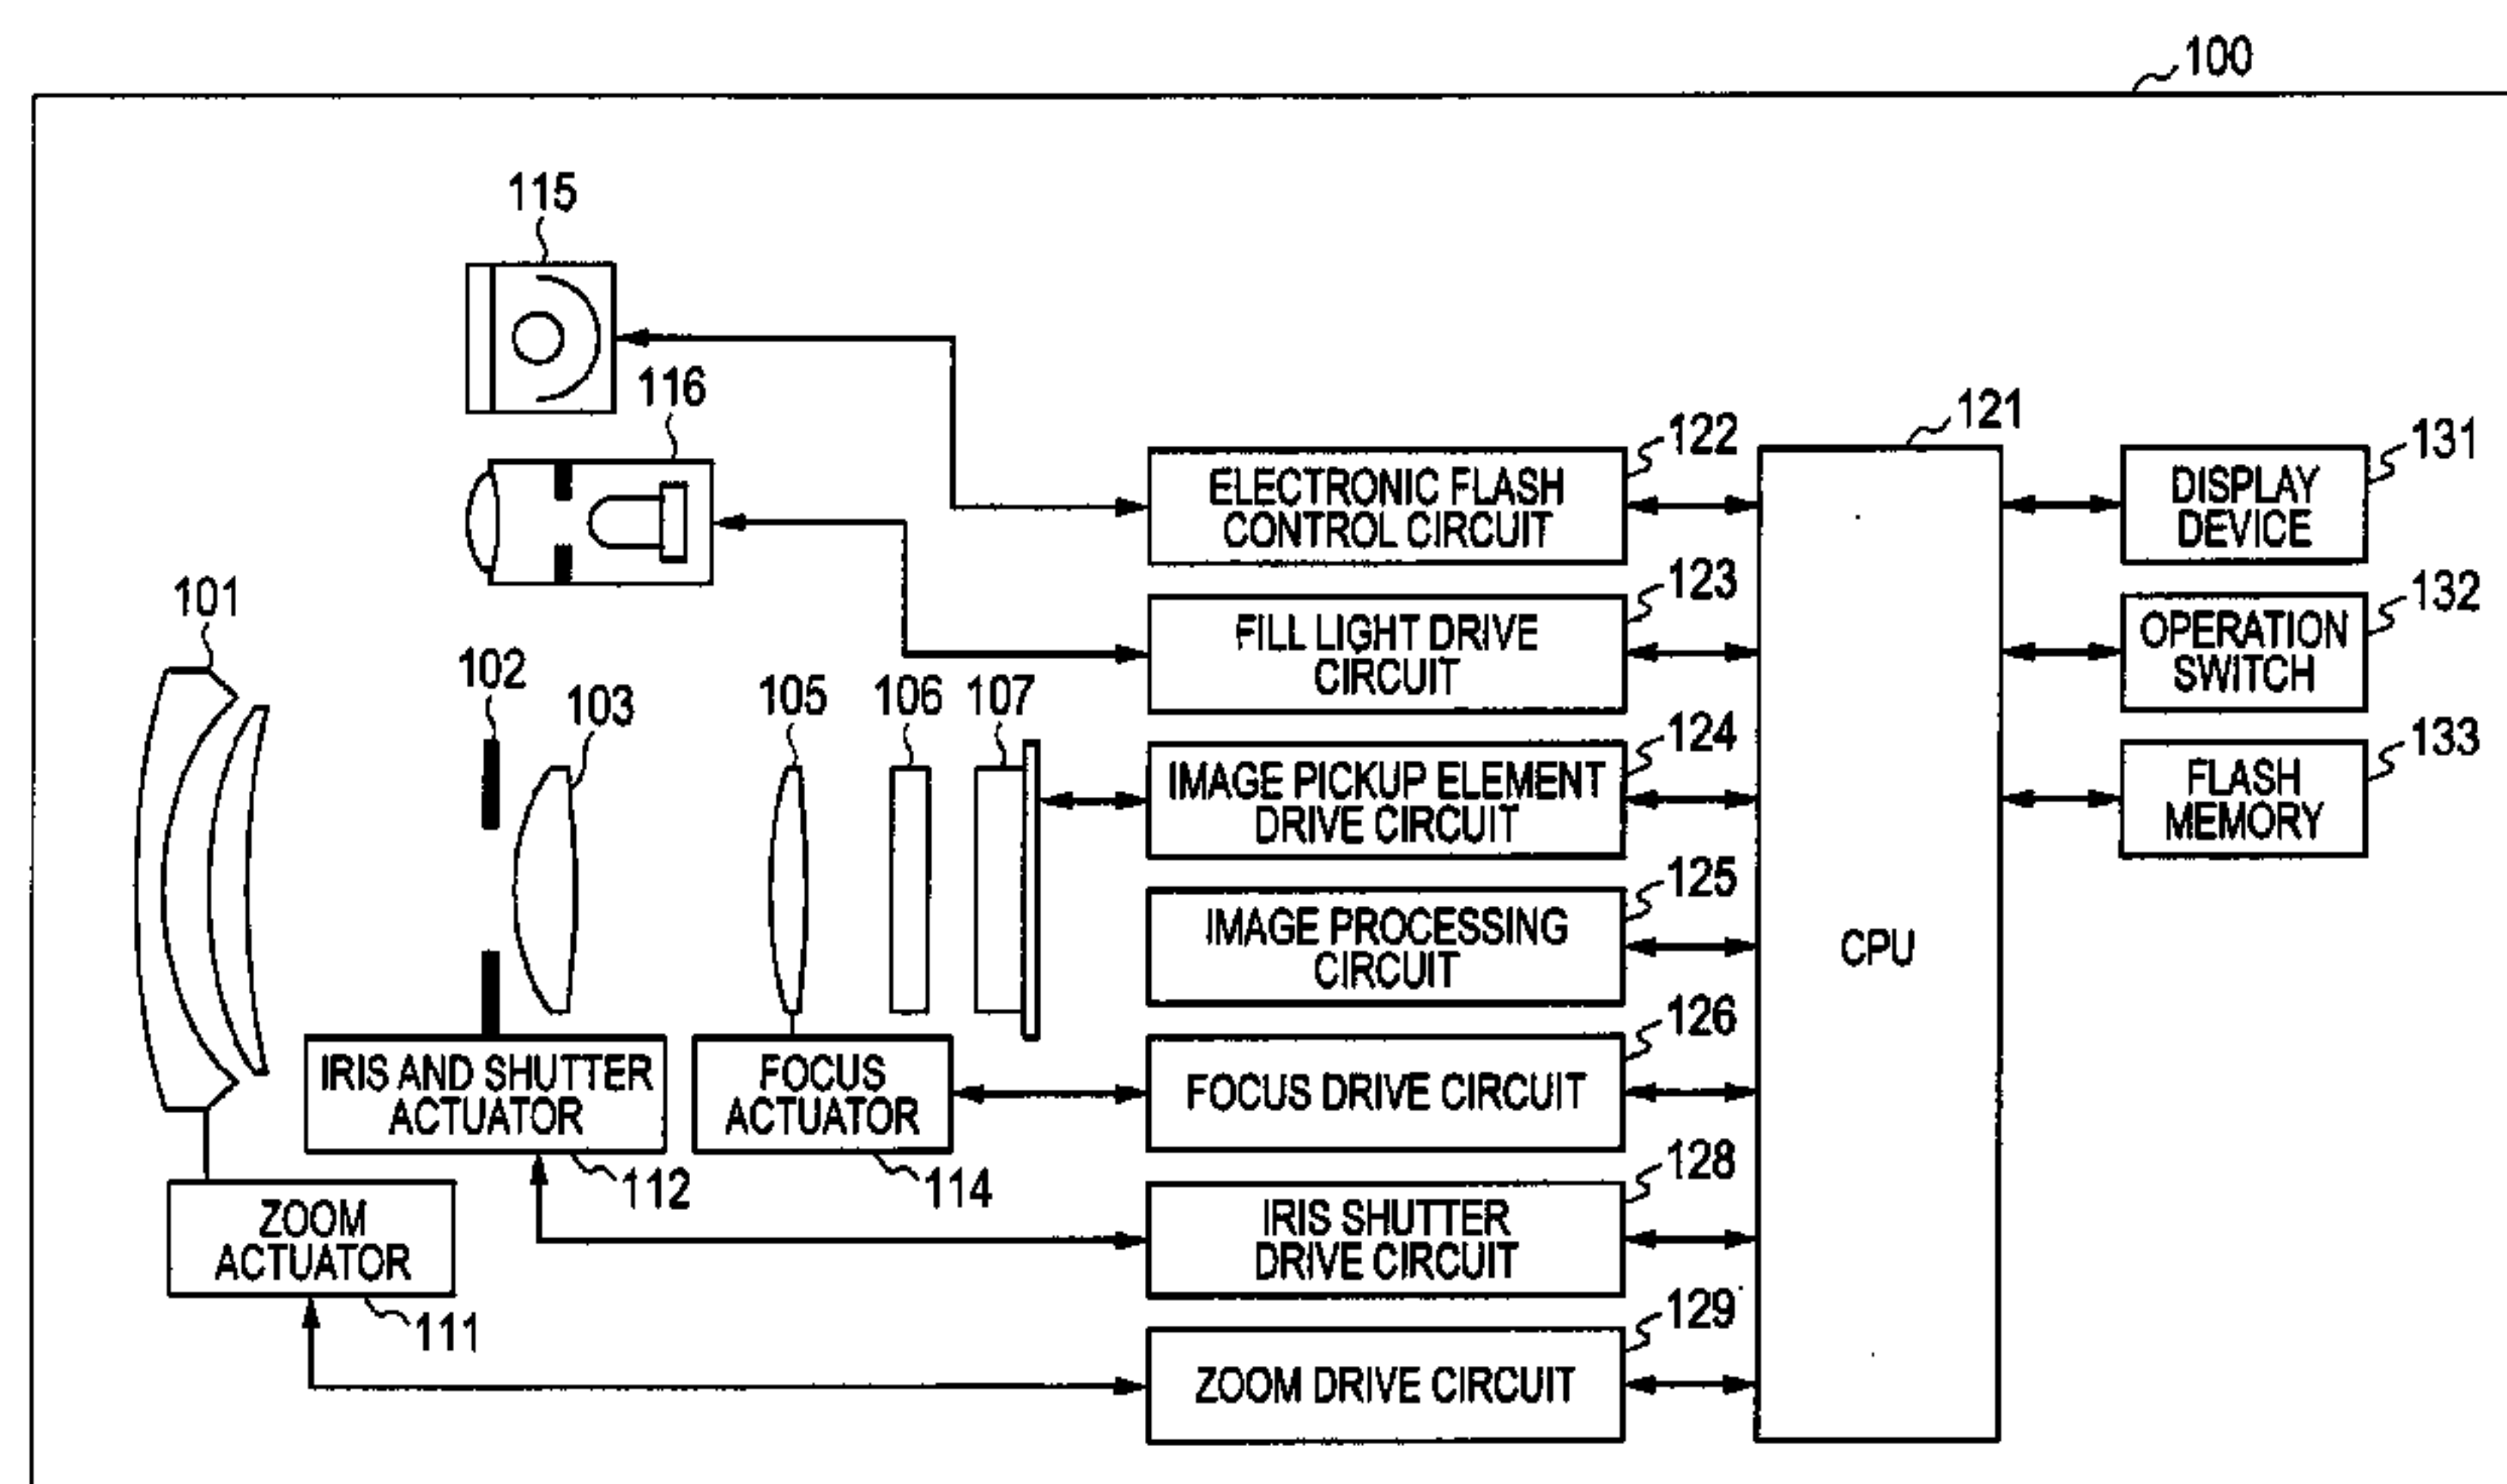 100
115
116
121
122
ELECTRONIC FLASH
CONTROL CIRCUIT
131
DISPLAY
DEVICE
123
FILL LIGHT DRIVE
CIRCUIT
132
OPERATION
SWITCH
101
102
103
105
106
107
124
IMAGE PICKUP ELEMENT
DRIVE CIRCUIT
133
FLASH
MEMORY
125
IMAGE PROCESSING
CIRCUIT
CPU
IRIS AND SHUTTER
ACTUATOR
112
FOCUS
ACTUATOR
114
126
FOCUS DRIVE CIRCUIT
128
IRIS SHUTTER
DRIVE CIRCUIT
ZOOM
ACTUATOR
111
129
ZOOM DRIVE CIRCUIT